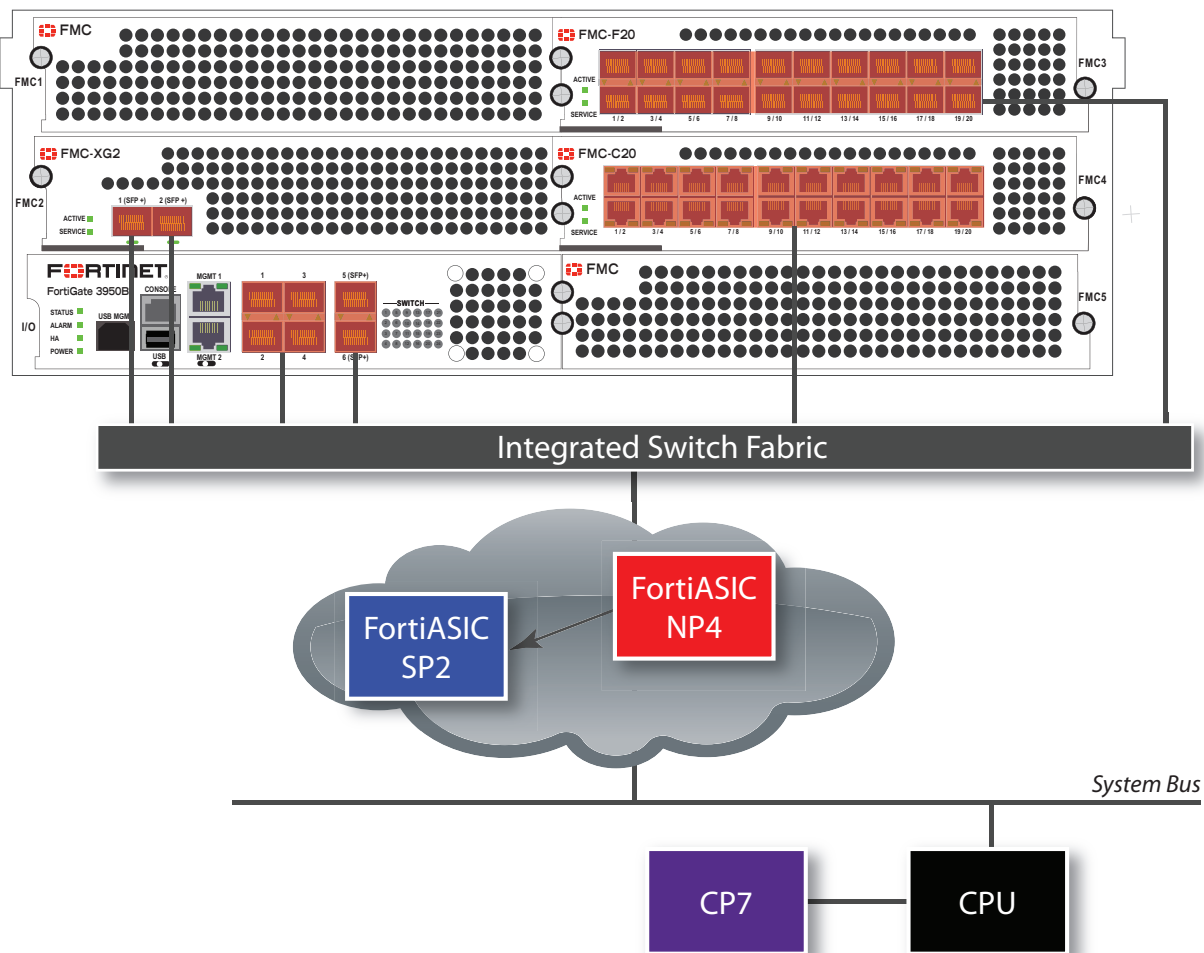 FMC
FMC1
FMC-F20
FMC3
ACTIVE
SERVICE
1 / 2 3 / 4 5 / 6 7 / 8 9 / 10 11 / 12 13 / 14 15 / 16 17 / 18 19 / 20
FMC-XG2
FMC2
1 (SFP +) 2 (SFP +)
ACTIVE
SERVICE
FMC-C20
FMC4
ACTIVE
SERVICE
1 / 2 3 / 4 5 / 6 7 / 8 9 / 10 11 / 12 13 / 14 15 / 16 17 / 18 19 / 20
FORTINET
FortiGate 3950B
I/O
STATUS
ALARM
HA
POWER
USB MGM
CONSOLE
USB
MGMT 1
MGMT 2
1 3 5 (SFP+)
2 4 6 (SFP+)
SWITCH
FMC
FMC5
Integrated Switch Fabric
FortiASIC
NP4
FortiASIC
SP2
System Bus
CP7
CPU